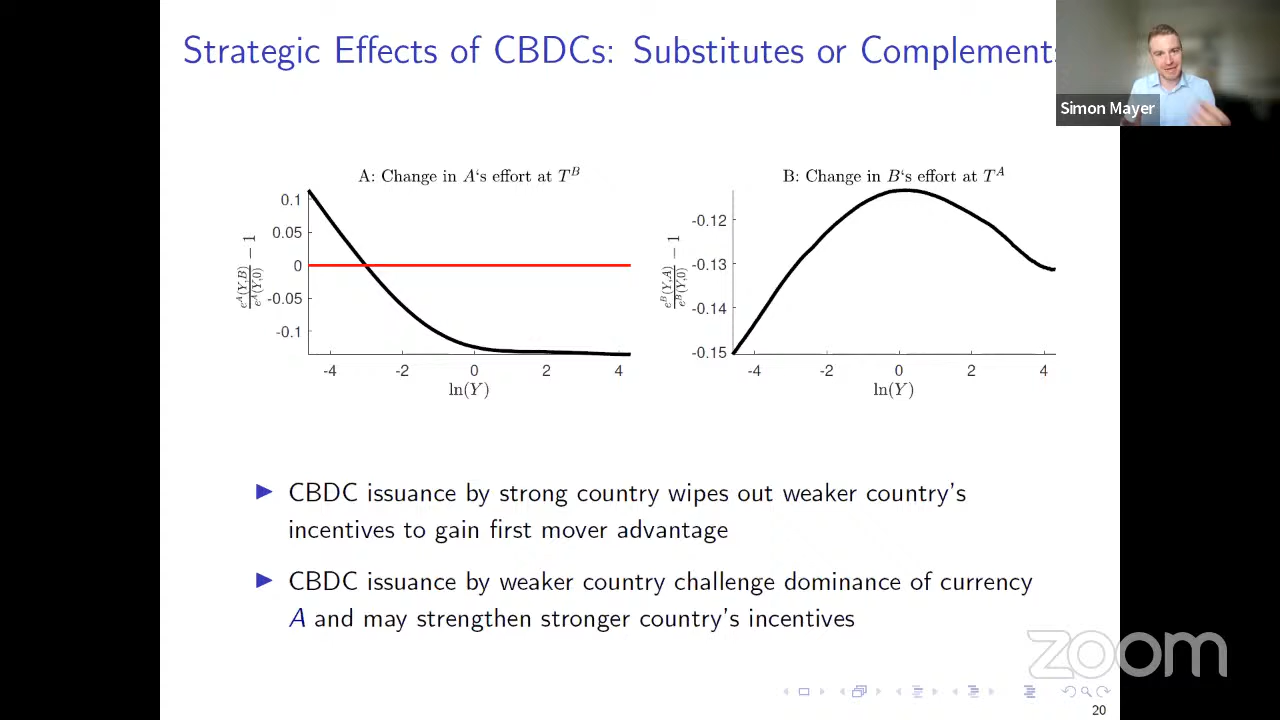 Strategic Effects of CBDCs: Substitutes or Complement
Simon Mayer
A: Change in A‘s effort at T^B
0.1
0.05
0
-0.05
-0.1
e^A(Y,B)/e^A(Y,0) − 1
-4 -2 0 2 4
ln(Y)
B: Change in B‘s effort at T^A
-0.12
-0.13
-0.14
-0.15
e^B(Y,A)/e^B(Y,0) − 1
-4 -2 0 2 4
ln(Y)
CBDC issuance by strong country wipes out weaker country's
incentives to gain first mover advantage
CBDC issuance by weaker country challenge dominance of currency
A and may strengthen stronger country's incentives
zoom
20